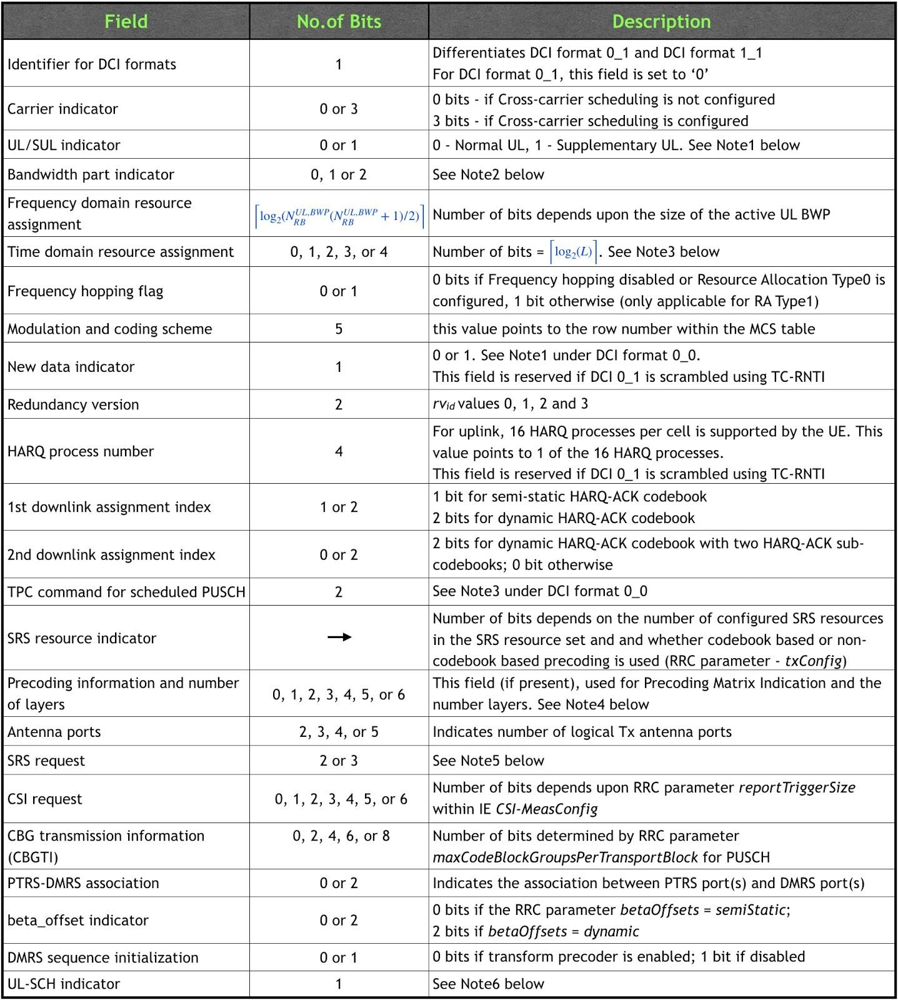 Field No.of Bits Description
Identifier for DCI formats 1 Differentiates DCI format 0_1 and DCI format 1_1
For DCI format 0_1, this field is set to ‘0’
Carrier indicator 0 or 3 0 bits - if Cross-carrier scheduling is not configured
3 bits - if Cross-carrier scheduling is configured
UL/SUL indicator 0 or 1 0 - Normal UL, 1 - Supplementary UL. See Note1 below
Bandwidth part indicator 0, 1 or 2 See Note2 below
Frequency domain resource
assignment ⌈log₂(N_RB^UL,BWP(N_RB^UL,BWP + 1)/2)⌉ Number of bits depends upon the size of the active UL BWP
Time domain resource assignment 0, 1, 2, 3, or 4 Number of bits = ⌈log₂(L)⌉. See Note3 below
Frequency hopping flag 0 or 1 0 bits if Frequency hopping disabled or Resource Allocation Type0 is
configured, 1 bit otherwise (only applicable for RA Type1)
Modulation and coding scheme 5 this value points to the row number within the MCS table
New data indicator 1 0 or 1. See Note1 under DCI format 0_0.
This field is reserved if DCI 0_1 is scrambled using TC-RNTI
Redundancy version 2 rv_id values 0, 1, 2 and 3
HARQ process number 4 For uplink, 16 HARQ processes per cell is supported by the UE. This
value points to 1 of the 16 HARQ processes.
This field is reserved if DCI 0_1 is scrambled using TC-RNTI
1st downlink assignment index 1 or 2 1 bit for semi-static HARQ-ACK codebook
2 bits for dynamic HARQ-ACK codebook
2nd downlink assignment index 0 or 2 2 bits for dynamic HARQ-ACK codebook with two HARQ-ACK sub-
codebooks; 0 bit otherwise
TPC command for scheduled PUSCH 2 See Note3 under DCI format 0_0
SRS resource indicator → Number of bits depends on the number of configured SRS resources
in the SRS resource set and and whether codebook based or non-
codebook based precoding is used (RRC parameter - txConfig)
Precoding information and number
of layers 0, 1, 2, 3, 4, 5, or 6 This field (if present), used for Precoding Matrix Indication and the
number layers. See Note4 below
Antenna ports 2, 3, 4, or 5 Indicates number of logical Tx antenna ports
SRS request 2 or 3 See Note5 below
CSI request 0, 1, 2, 3, 4, 5, or 6 Number of bits depends upon RRC parameter reportTriggerSize
within IE CSI-MeasConfig
CBG transmission information
(CBGTI) 0, 2, 4, 6, or 8 Number of bits determined by RRC parameter
maxCodeBlockGroupsPerTransportBlock for PUSCH
PTRS-DMRS association 0 or 2 Indicates the association between PTRS port(s) and DMRS port(s)
beta_offset indicator 0 or 2 0 bits if the RRC parameter betaOffsets = semiStatic;
2 bits if betaOffsets = dynamic
DMRS sequence initialization 0 or 1 0 bits if transform precoder is enabled; 1 bit if disabled
UL-SCH indicator 1 See Note6 below